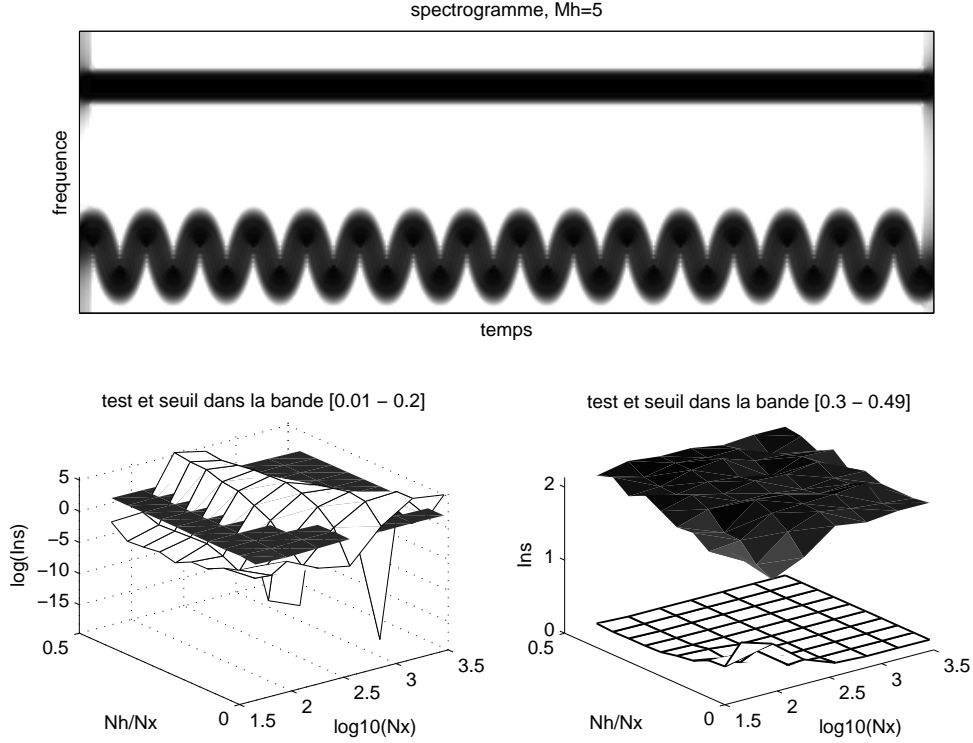 spectrogramme, Mh=5
frequence
temps
test et seuil dans la bande [0.01 − 0.2]
5
0
−5
−10
−15
log(Ins)
0.5
0
Nh/Nx
1.5
2
2.5
3
3.5
log10(Nx)
test et seuil dans la bande [0.3 − 0.49]
2
1
0
Ins
0.5
0
Nh/Nx
1.5
2
2.5
3
3.5
log10(Nx)